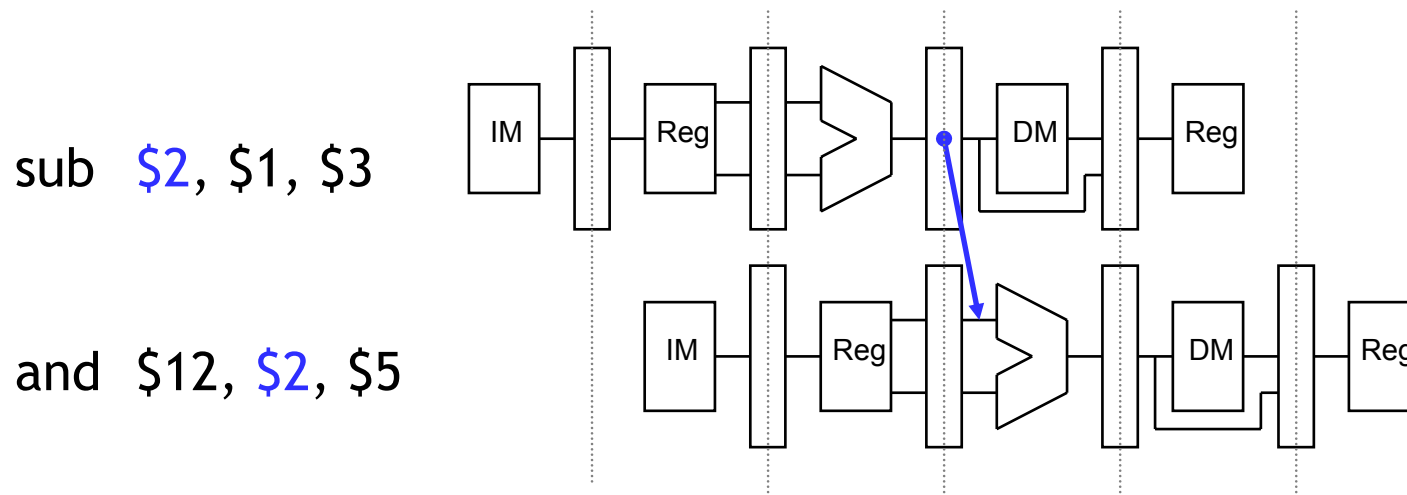 IM Reg DM Reg
sub $2, $1, $3
IM Reg DM Reg
and $12, $2, $5